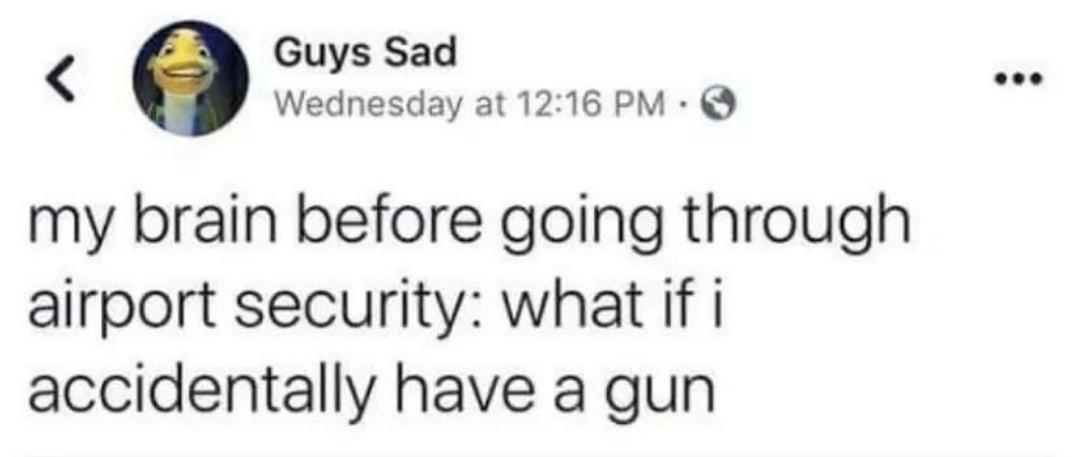 Guys Sad
Wednesday at 12:16 PM ·
my brain before going through
airport security: what if i
accidentally have a gun